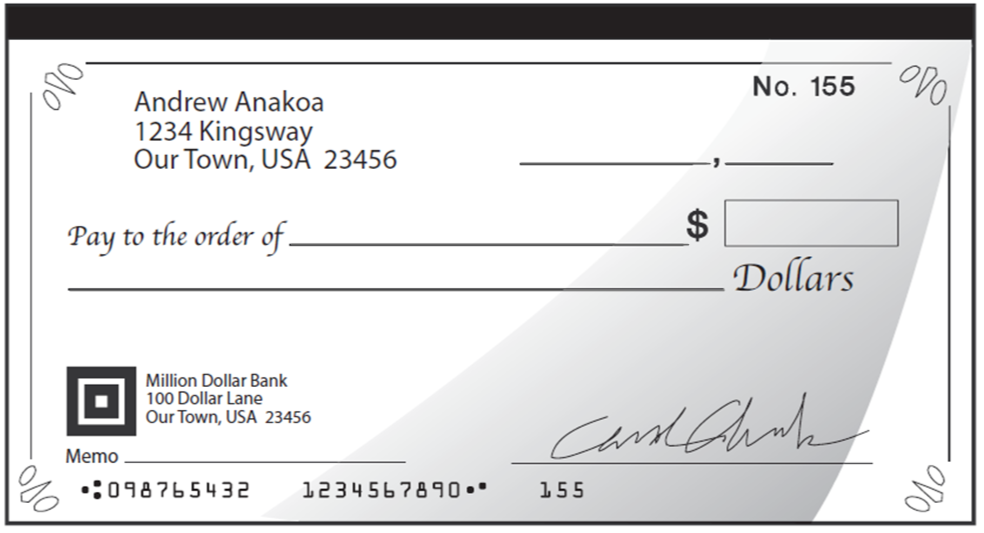 No. 155
Andrew Anakoa
1234 Kingsway
Our Town, USA 23456
,
Pay to the order of $
Dollars
Million Dollar Bank
100 Dollar Lane
Our Town, USA 23456
Memo
098765432 1234567890 155